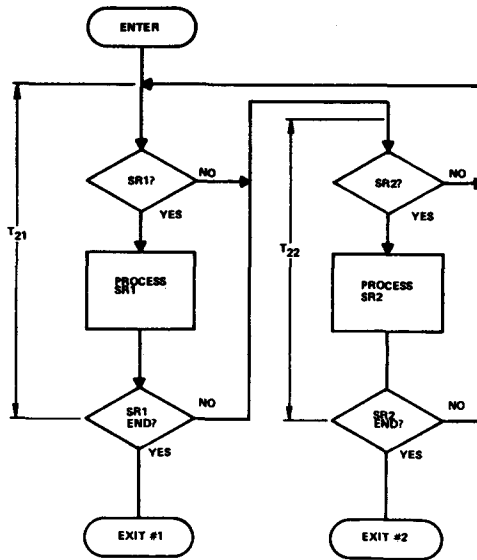 ENTER
SR1?
NO
YES
T21
PROCESS
SR1
SR1
END?
NO
YES
EXIT #1
SR2?
NO
YES
T22
PROCESS
SR2
SR2
END?
NO
YES
EXIT #2